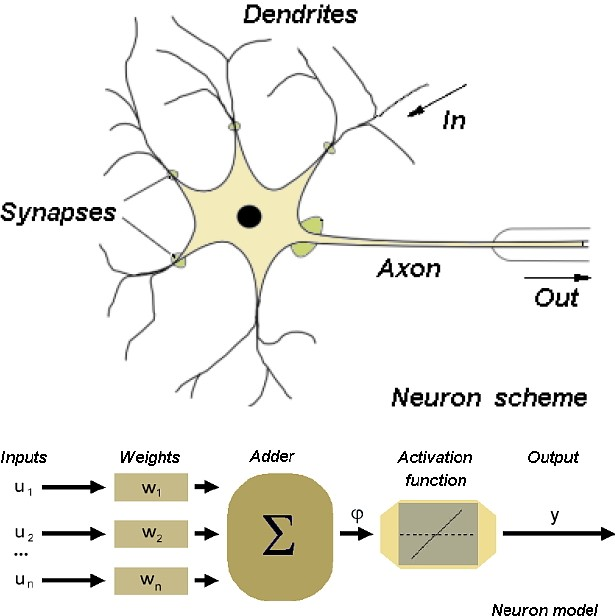 Dendrites
In
Synapses
Axon
Out
Neuron scheme
Inputs Weights Adder Activation function Output
u1 w1
u2 w2 Σ φ y
...
un wn
Neuron model